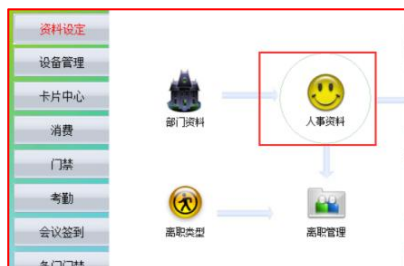 资料设定
设备管理
卡片中心
消费
门禁
考勤
会议签到
部门资料
人事资料
离职类型
离职管理